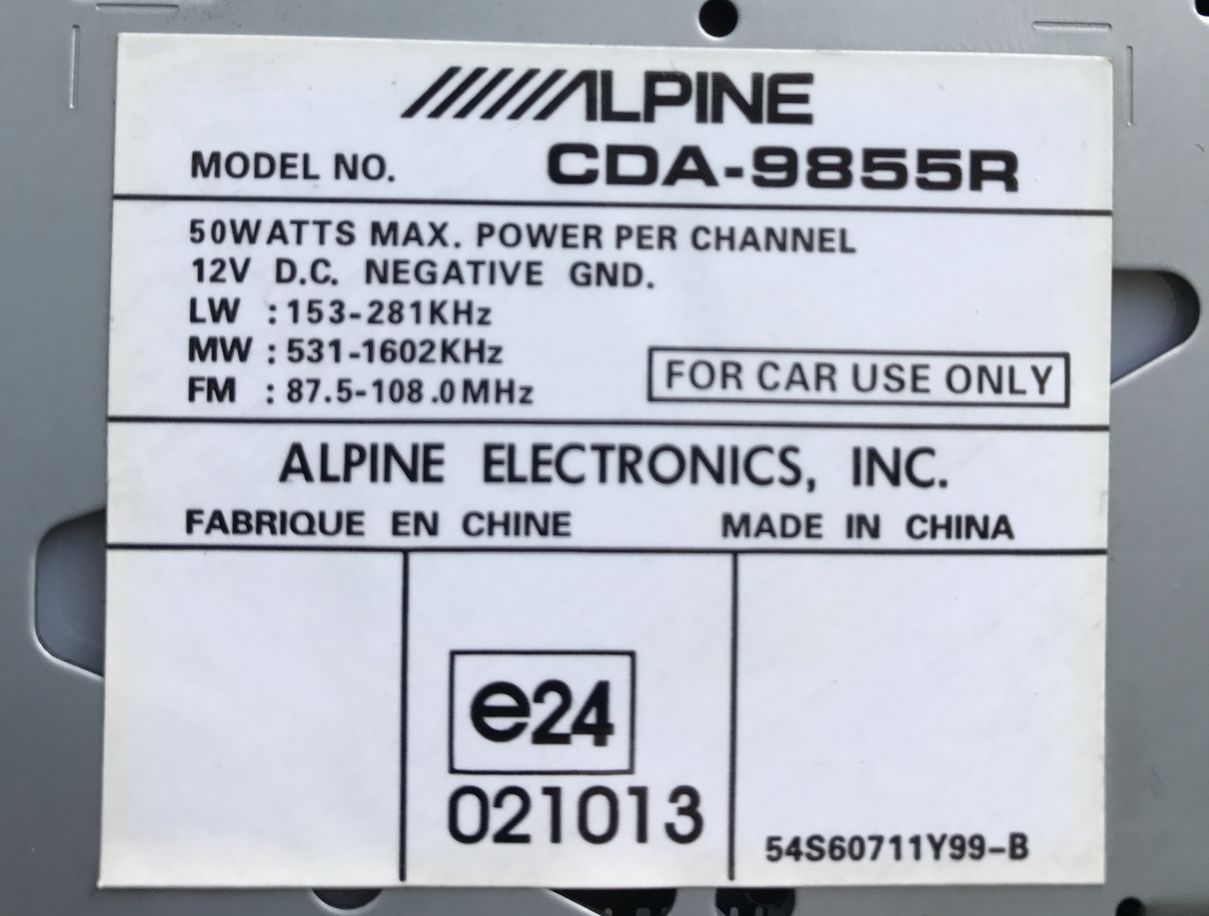 ALPINE
MODEL NO. CDA-9855R
50WATTS MAX. POWER PER CHANNEL
12V D.C. NEGATIVE GND.
LW : 153-281KHz
MW : 531-1602KHz
FM : 87.5-108.0MHz
FOR CAR USE ONLY
ALPINE ELECTRONICS, INC.
FABRIQUE EN CHINE MADE IN CHINA
e24
021013
54S60711Y99-B